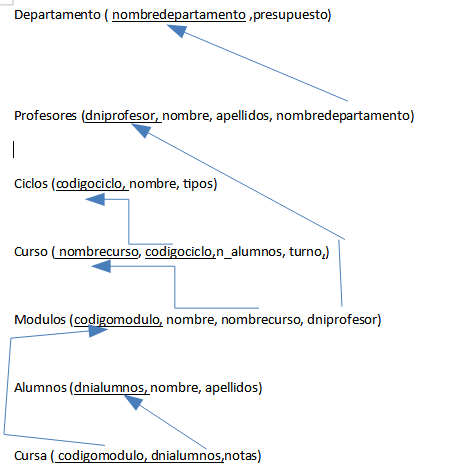 Departamento ( nombredepartamento ,presupuesto)
Profesores (dniprofesor, nombre, apellidos, nombredepartamento)
Ciclos (codigociclo, nombre, tipos)
Curso ( nombrecurso, codigociclo,n_alumnos, turno,)
Modulos (codigomodulo, nombre, nombrecurso, dniprofesor)
Alumnos (dnialumnos, nombre, apellidos)
Cursa ( codigomodulo, dnialumnos,notas)